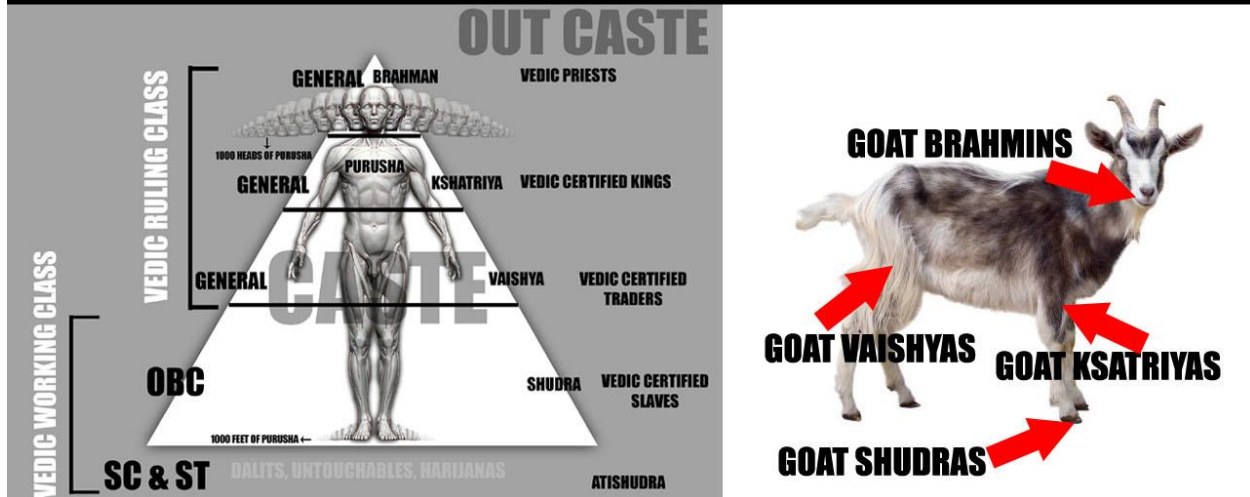 OUT CASTE
VEDIC RULING CLASS
VEDIC WORKING CLASS
GENERAL
BRAHMAN
VEDIC PRIESTS
1000 HEADS OF PURUSHA
PURUSHA
GENERAL
KSHATRIYA
VEDIC CERTIFIED KINGS
CASTE
GENERAL
VAISHYA
VEDIC CERTIFIED
TRADERS
OBC
SHUDRA
VEDIC CERTIFIED
SLAVES
1000 FEET OF PURUSHA ←
SC & ST
DALITS, UNTOUCHABLES, HARIJANAS
ATISHUDRA
GOAT BRAHMINS
GOAT VAISHYAS
GOAT KSATRIYAS
GOAT SHUDRAS